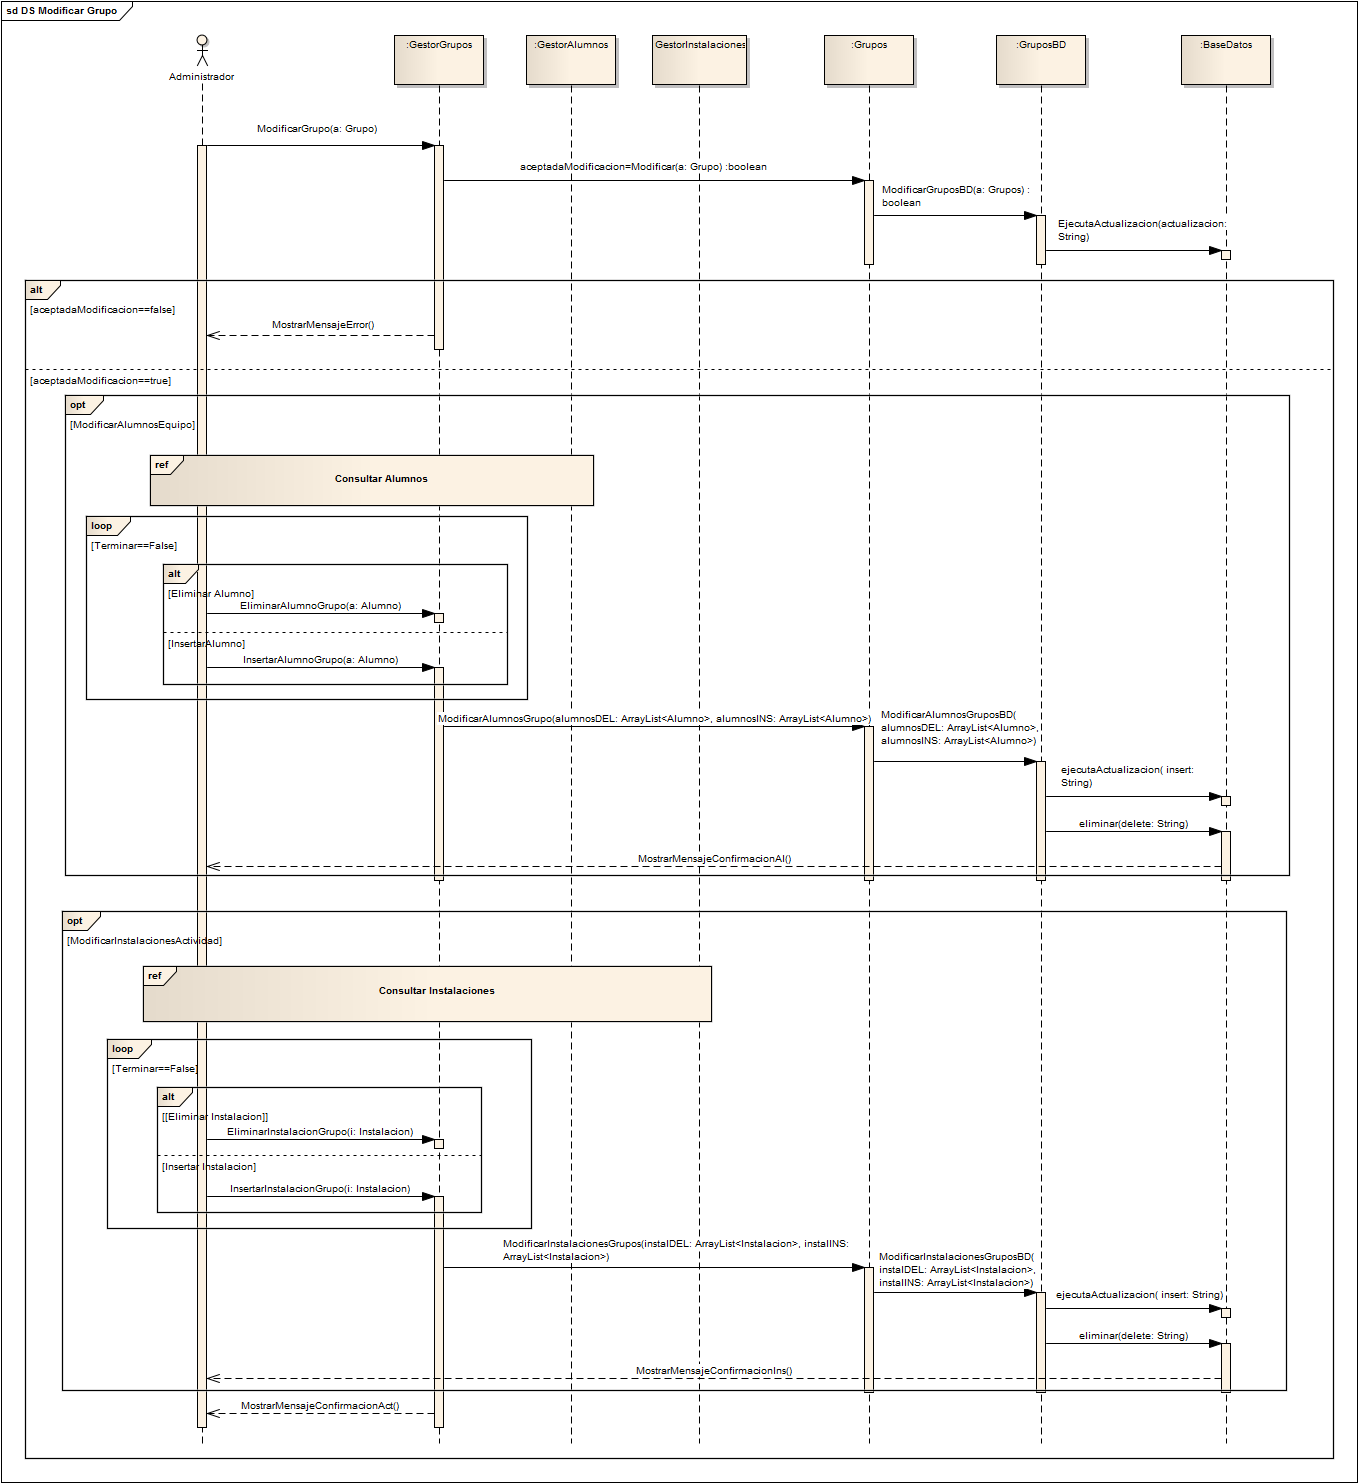 sd DS Modificar Grupo
Administrador
:GestorGrupos
:GestorAlumnos
GestorInstalaciones
:Grupos
:GruposBD
:BaseDatos
ModificarGrupo(a: Grupo)
aceptadaModificacion=Modificar(a: Grupo) :boolean
ModificarGruposBD(a: Grupos) :
boolean
EjecutaActualizacion(actualizacion:
String)
alt
[aceptadaModificacion==false]
MostrarMensajeError()
[aceptadaModificacion==true]
opt
[ModificarAlumnosEquipo]
ref
Consultar Alumnos
loop
[Terminar==False]
alt
[Eliminar Alumno]
EliminarAlumnoGrupo(a: Alumno)
[InsertarAlumno]
InsertarAlumnoGrupo(a: Alumno)
ModificarAlumnosGrupo(alumnosDEL: ArrayList<Alumno>, alumnosINS: ArrayList<Alumno>)
ModificarAlumnosGruposBD(
alumnosDEL: ArrayList<Alumno>,
alumnosINS: ArrayList<Alumno>)
ejecutaActualizacion( insert:
String)
eliminar(delete: String)
MostrarMensajeConfirmacionAl()
opt
[ModificarInstalacionesActividad]
ref
Consultar Instalaciones
loop
[Terminar==False]
alt
[[Eliminar Instalacion]]
EliminarInstalacionGrupo(i: Instalacion)
[Insertar Instalacion]
InsertarInstalacionGrupo(i: Instalacion)
ModificarInstalacionesGrupos(instalDEL: ArrayList<Instalacion>, instalINS:
ArrayList<Instalacion>)
ModificarInstalacionesGruposBD(
instalDEL: ArrayList<Instalacion>,
instalINS: ArrayList<Instalacion>)
ejecutaActualizacion( insert: String)
eliminar(delete: String)
MostrarMensajeConfirmacionIns()
MostrarMensajeConfirmacionAct()